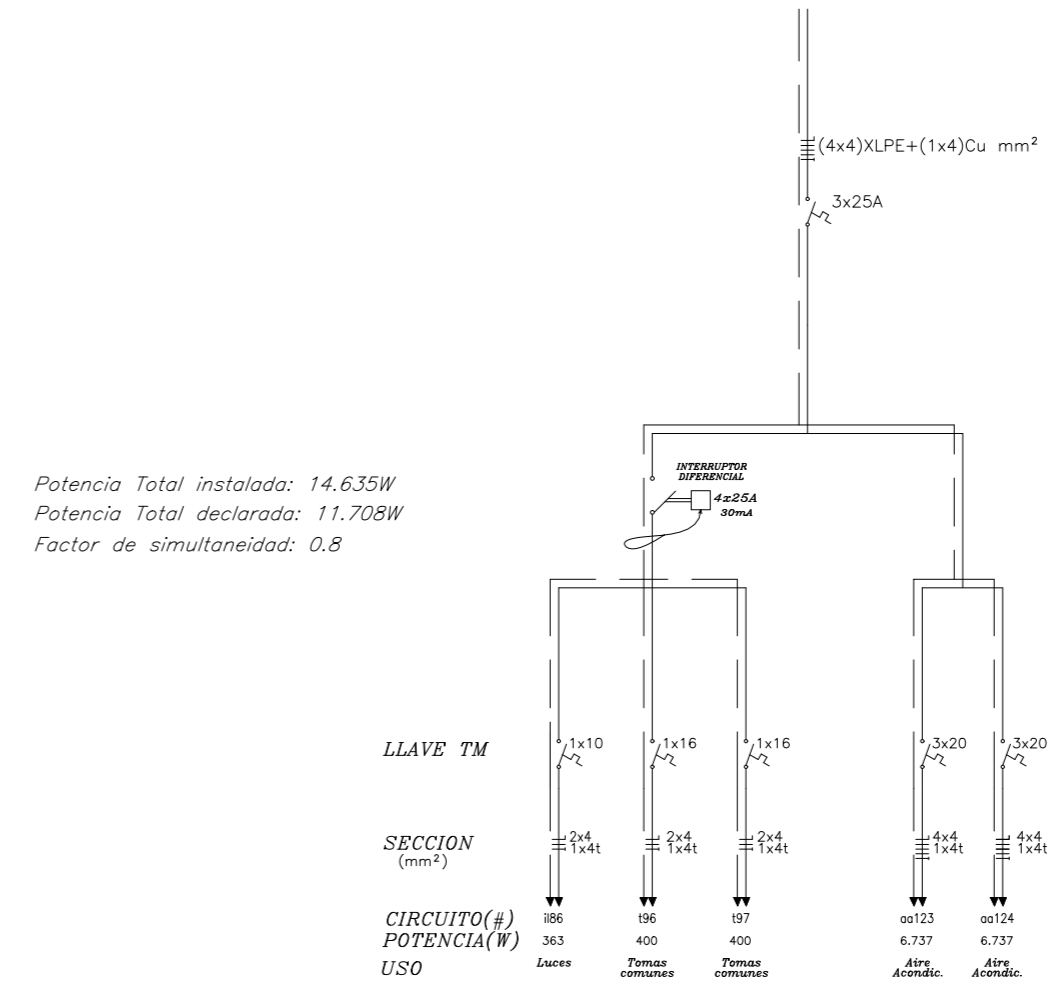 (4x4)XLPE+(1x4)Cu mm²
3x25A
INTERRUPTOR
DIFERENCIAL
4x25A
30mA
Potencia Total instalada: 14.635W
Potencia Total declarada: 11.708W
Factor de simultaneidad: 0.8
LLAVE TM 1x10 1x16 1x16 3x20 3x20
SECCION 2x4 2x4 2x4 4x4 4x4
(mm²) 1x4t 1x4t 1x4t 1x4t 1x4t
CIRCUITO(#) il86 t96 t97 aa123 aa124
POTENCIA(W) 363 400 400 6.737 6.737
USO Luces Tomas Tomas Aire Aire
comunes comunes Acondic. Acondic.